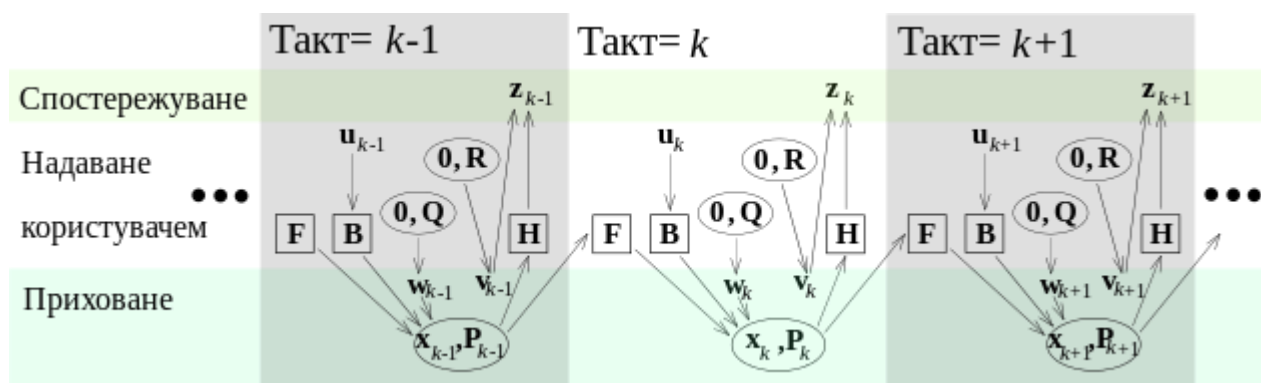 Такт= k-1 Такт= k Такт= k+1
Спостережуване z k-1 z k z k+1
u k-1 u k u k+1
Надаване 0,R 0,R 0,R
••• •••
0,Q 0,Q 0,Q
користувачем F B H F B H F B H
w k-1 v k-1 w k v k w k+1 v k+1
Приховане
x k-1,P k-1 x k,P k x k+1,P k+1